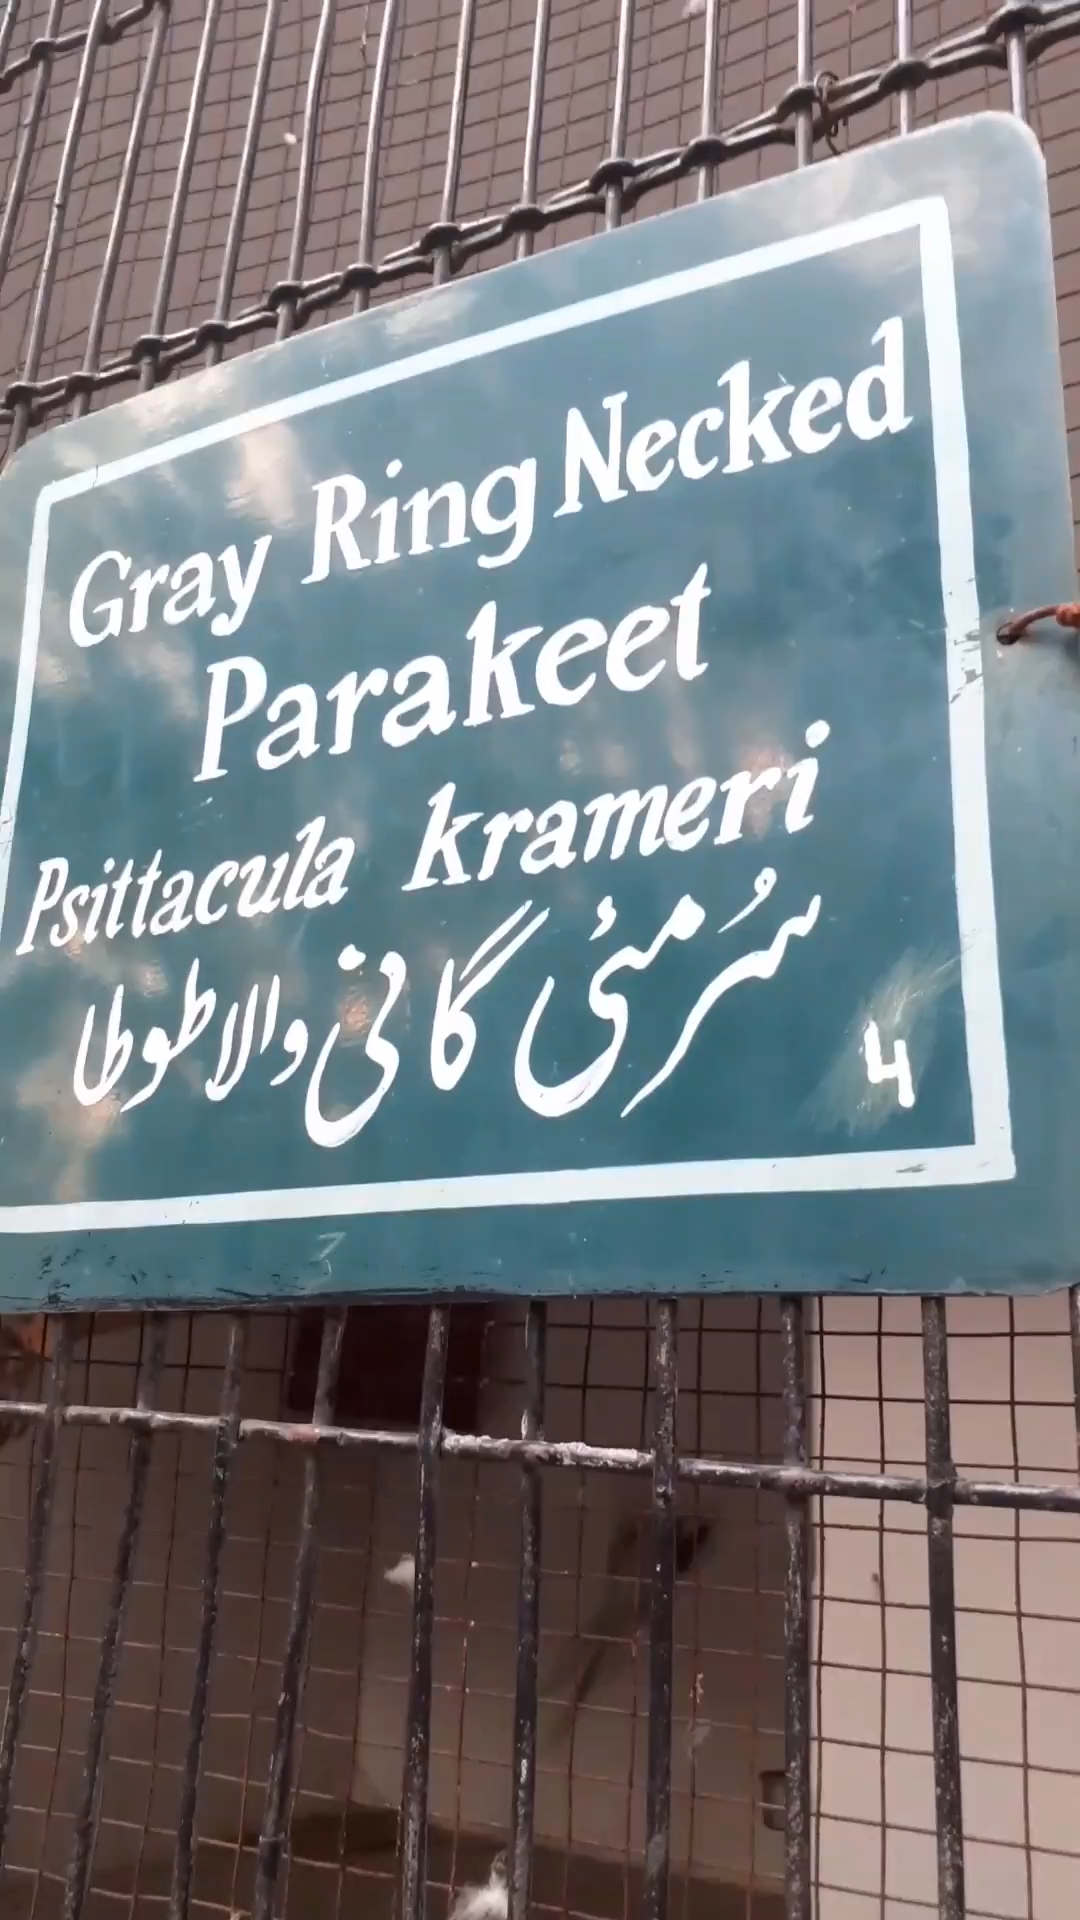 Gray Ring Necked
Parakeet
Psittacula krameri
سُرمئی گانی والا طوطا
4